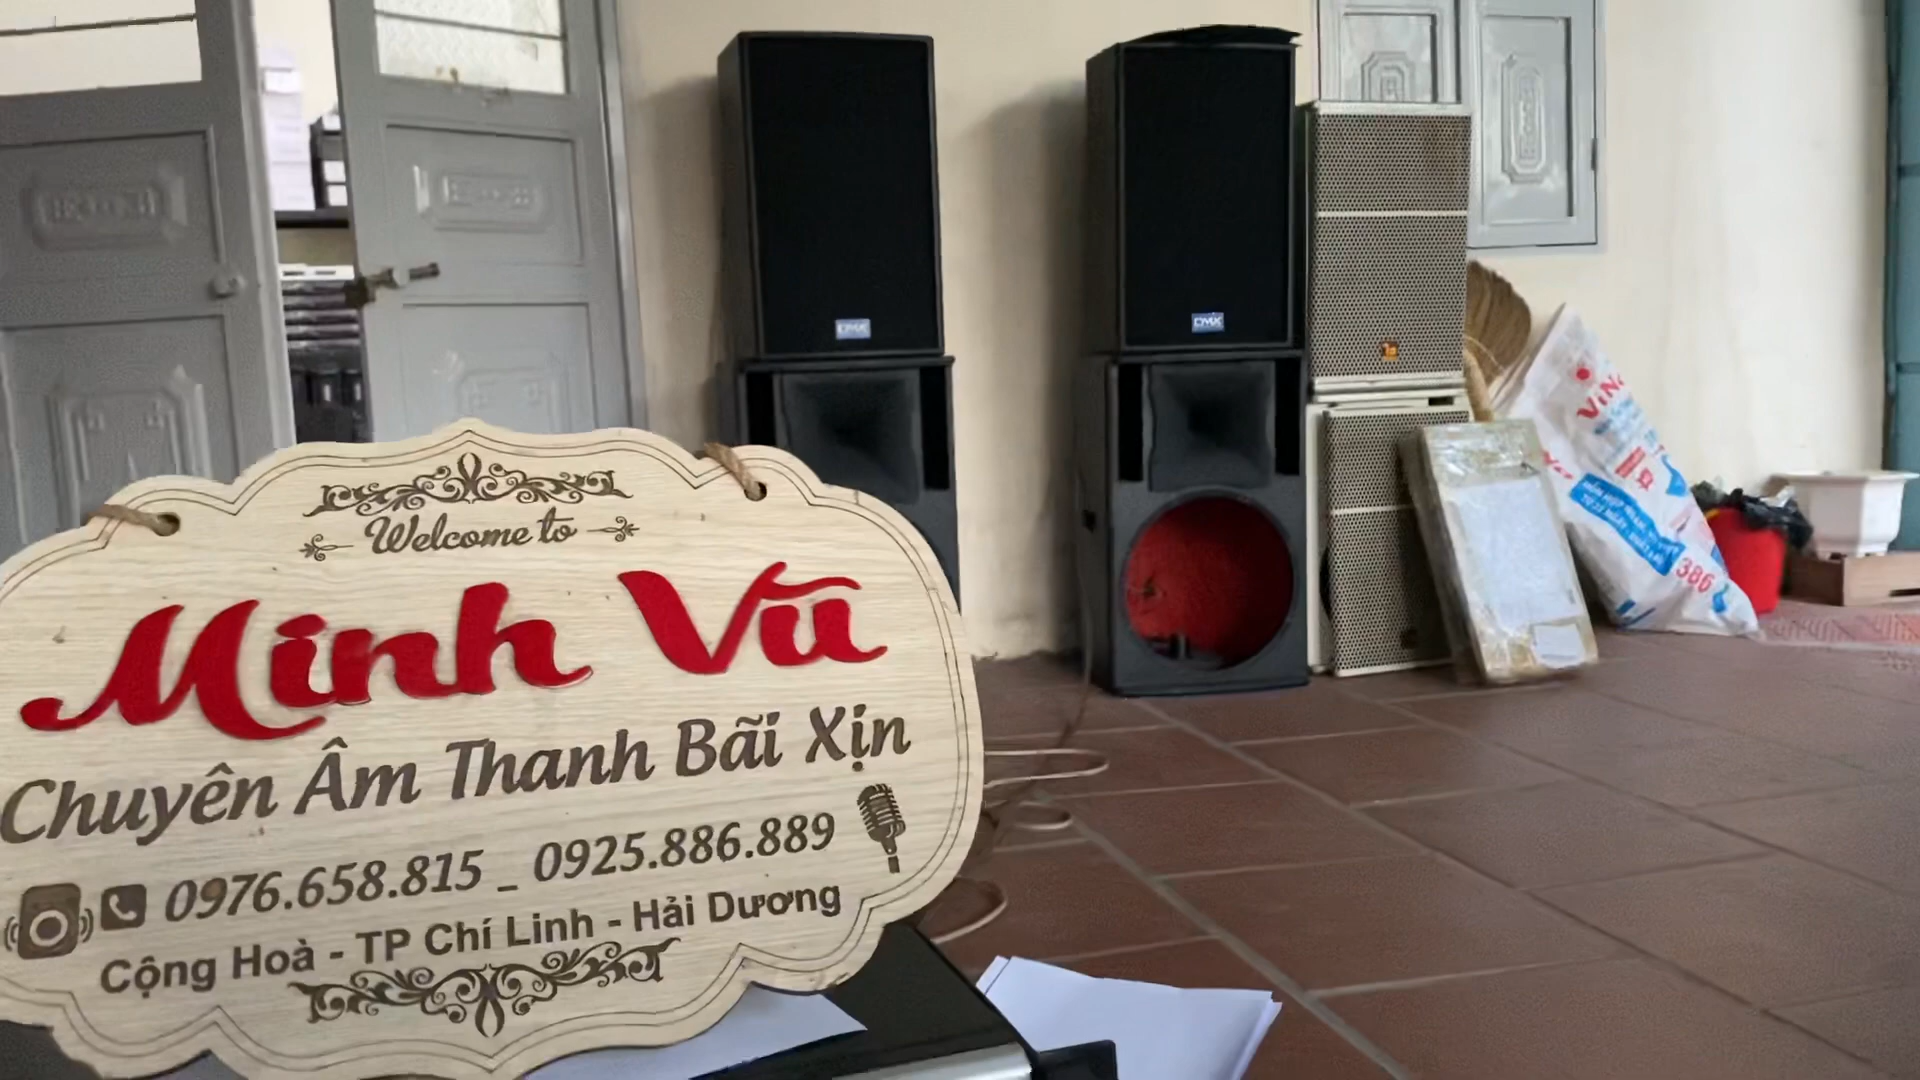 Welcome to
Minh Vũ
Chuyên Âm Thanh Bãi Xịn
0976.658.815 _ 0925.886.889
Cộng Hoà - TP Chí Linh - Hải Dương
386